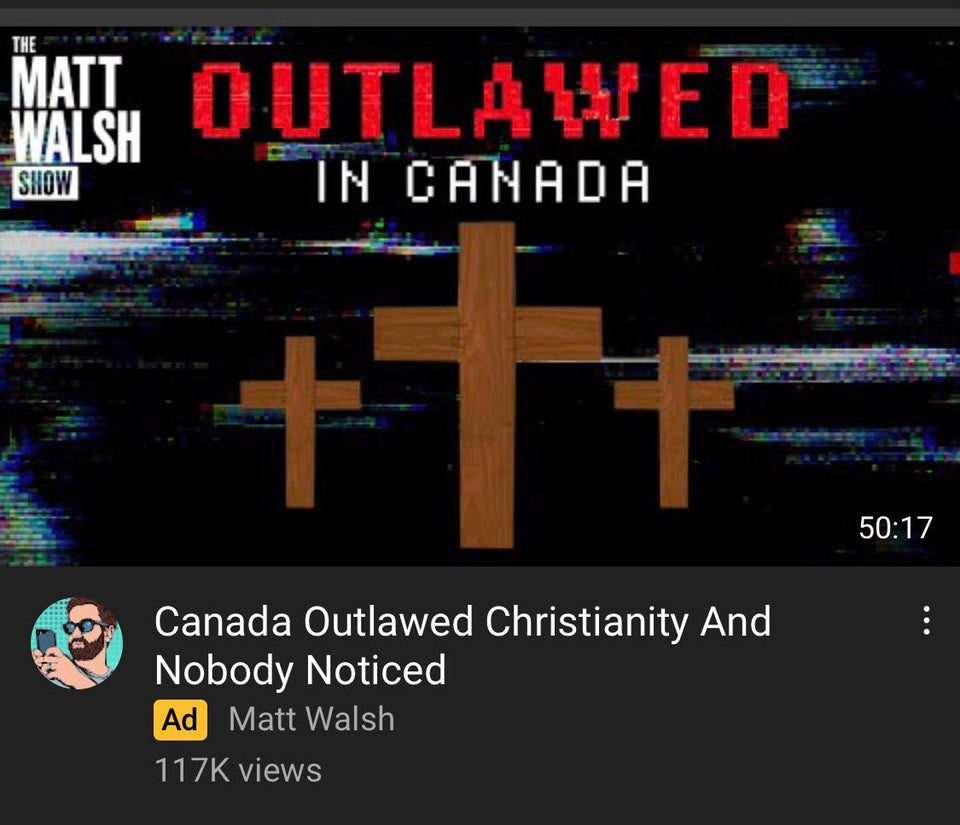 THE
MATT
WALSH
SHOW
OUTLAWED
IN CANADA
50:17
Canada Outlawed Christianity And
Nobody Noticed
Ad Matt Walsh
117K views